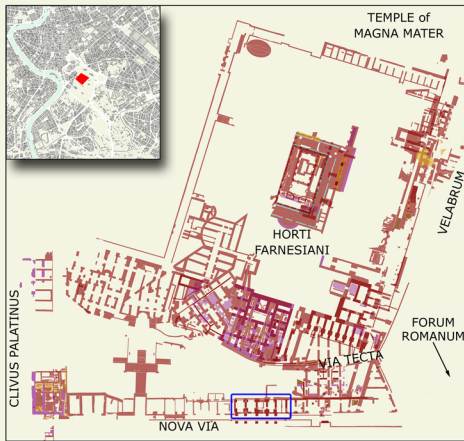 TEMPLE of
MAGNA MATER
VELABRUM
HORTI
FARNESIANI
CLIVUS PALATINUS
FORUM
ROMANUM
VIA TECTA
NOVA VIA